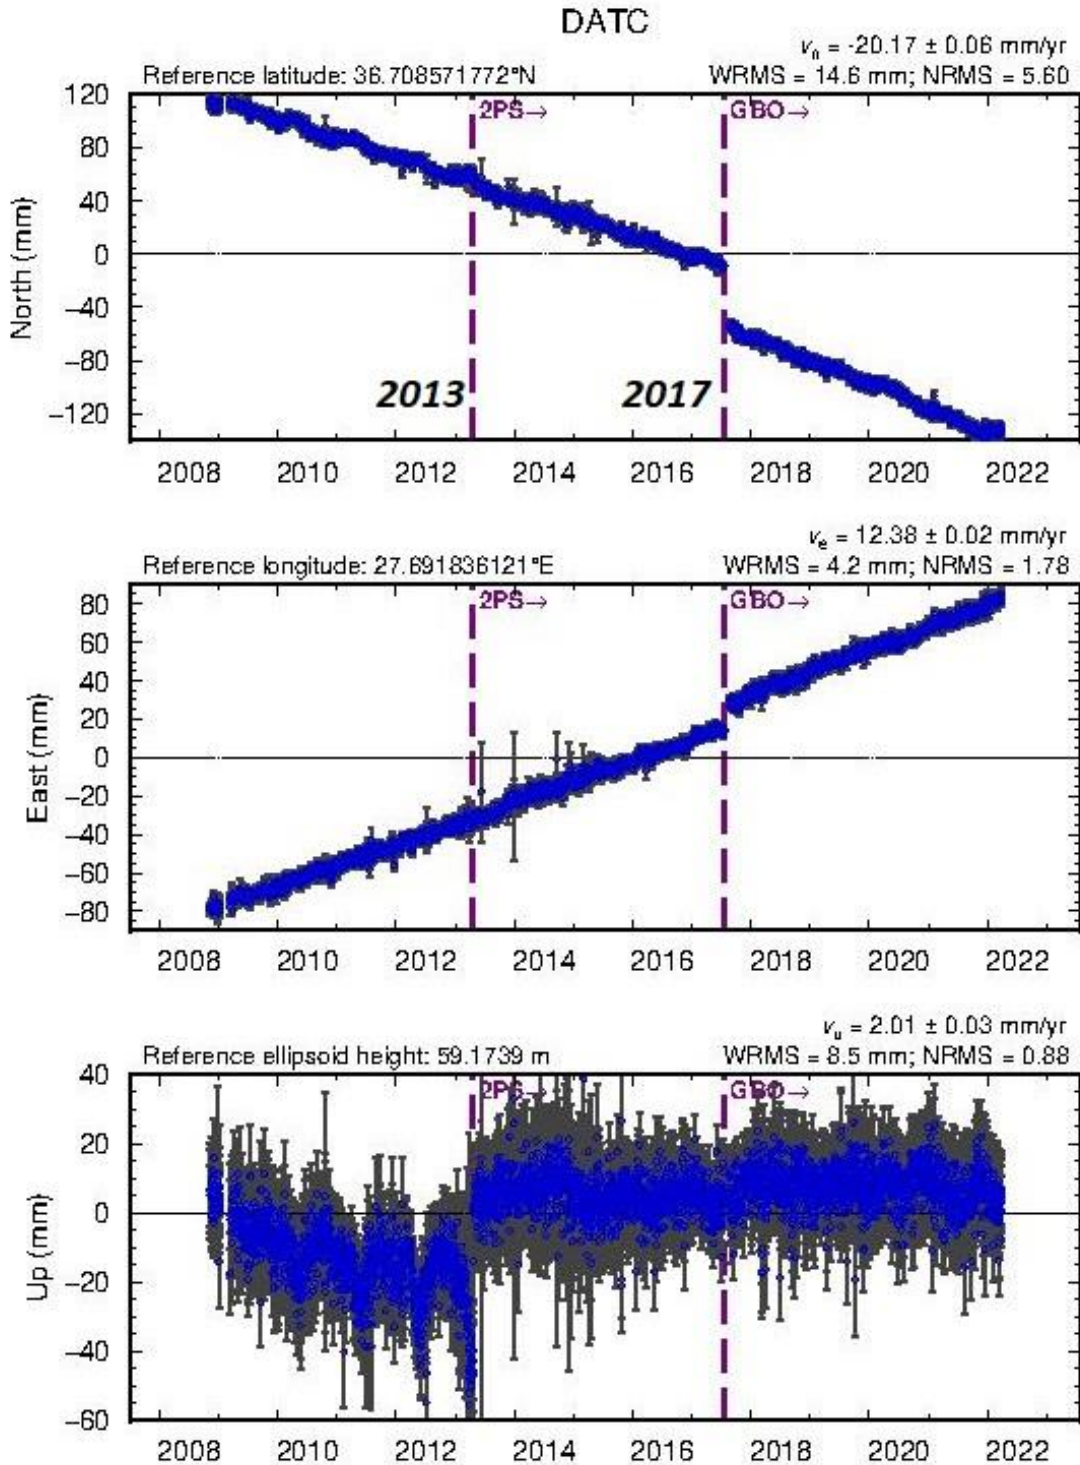 DATC
vₙ = -20.17 ± 0.06 mm/yr
Reference latitude: 36.708571772°N WRMS = 14.6 mm; NRMS = 5.60
120
2PS→ GBO→
80
40
0
−40
−80
−120
North (mm)
2013 2017
2008 2010 2012 2014 2016 2018 2020 2022
vₑ = 12.38 ± 0.02 mm/yr
Reference longitude: 27.691836121°E WRMS = 4.2 mm; NRMS = 1.78
2PS→ GBO→
80
60
40
20
0
−20
−40
−60
−80
East (mm)
2008 2010 2012 2014 2016 2018 2020 2022
vᵤ = 2.01 ± 0.03 mm/yr
Reference ellipsoid height: 59.1739 m WRMS = 8.5 mm; NRMS = 0.88
40
2PS→ GBO→
20
0
−20
−40
−60
Up (mm)
2008 2010 2012 2014 2016 2018 2020 2022